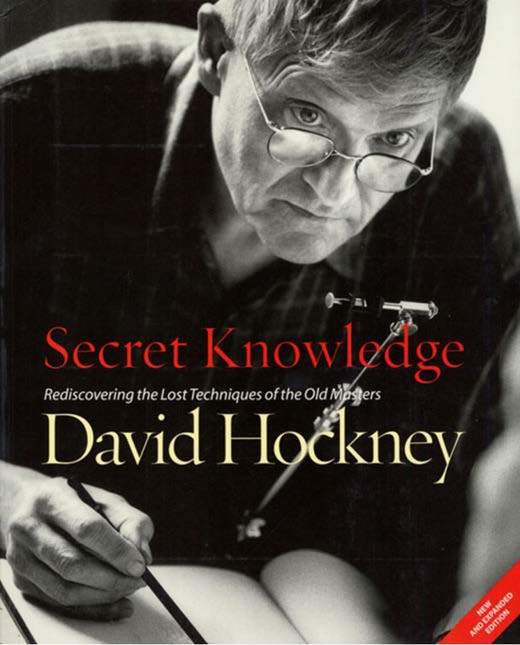 Secret Knowledge
Rediscovering the Lost Techniques of the Old Masters
David Hockney
NEW
AND EXPANDED
EDITION